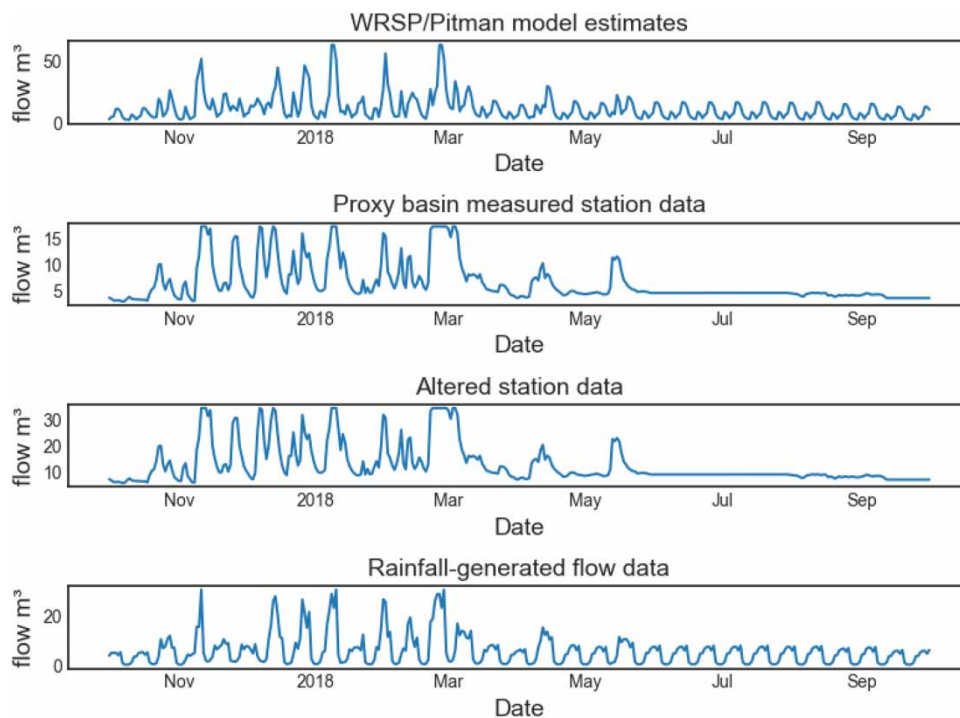 WRSP/Pitman model estimates
flow m³
50
0
Nov 2018 Mar May Jul Sep
Date
Proxy basin measured station data
flow m³
15
10
5
Nov 2018 Mar May Jul Sep
Date
Altered station data
flow m³
30
20
10
Nov 2018 Mar May Jul Sep
Date
Rainfall-generated flow data
flow m³
20
0
Nov 2018 Mar May Jul Sep
Date